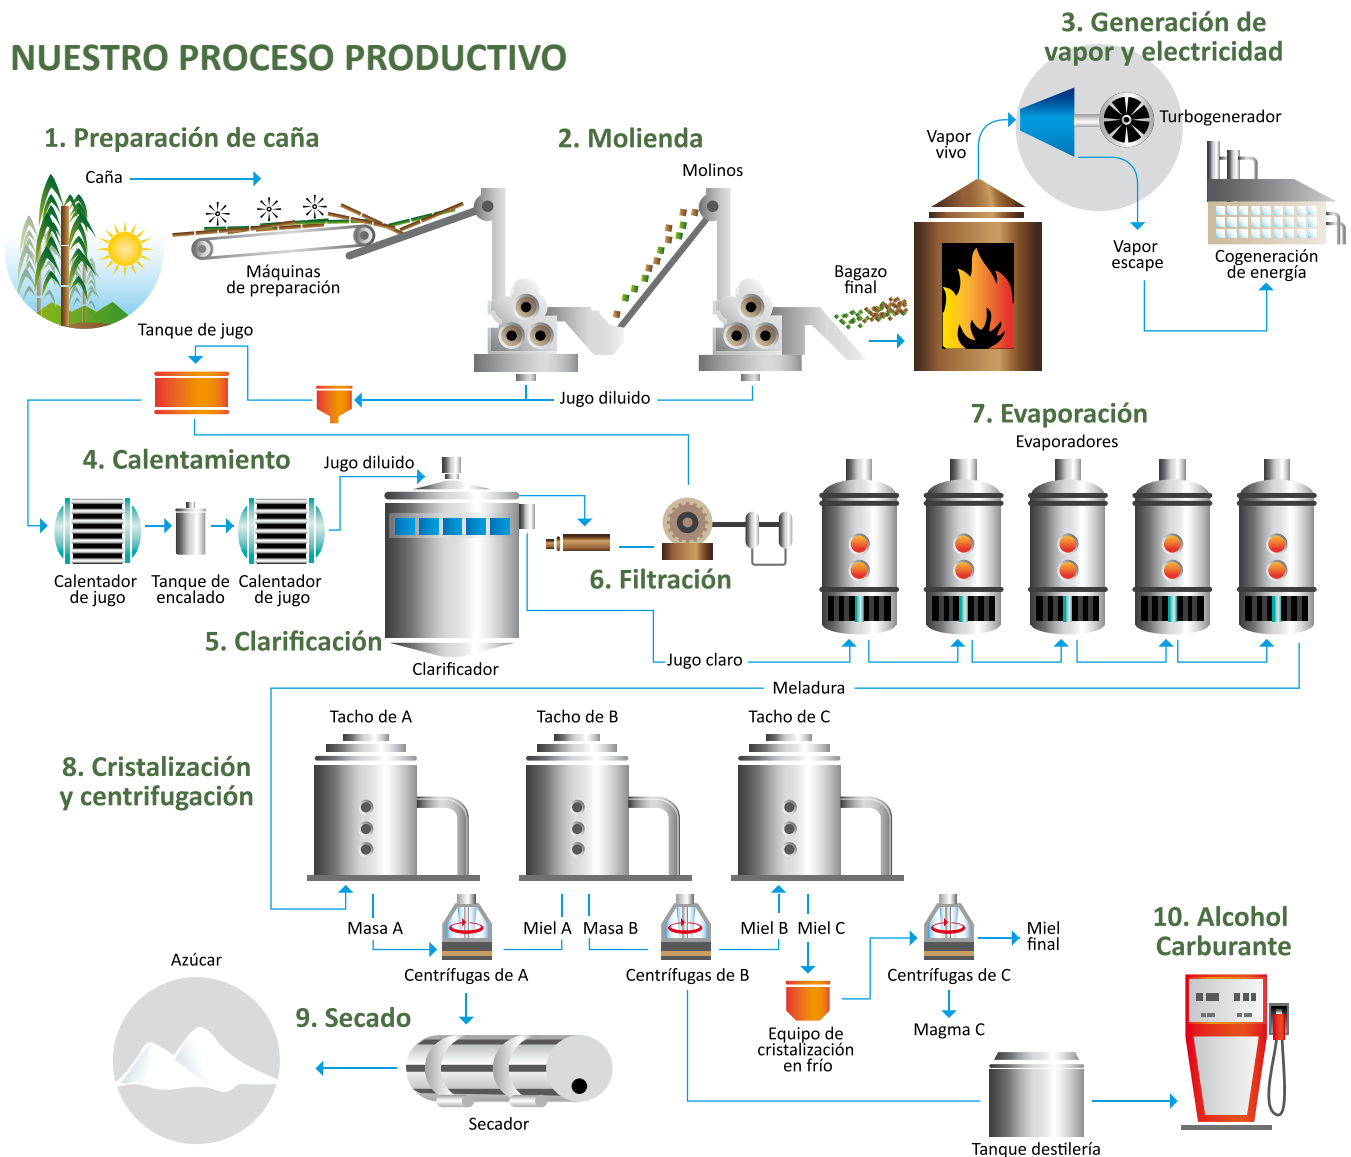 NUESTRO PROCESO PRODUCTIVO
1. Preparación de caña
Caña
Máquinas
de preparación
2. Molienda
Molinos
Bagazo
final
3. Generación de
vapor y electricidad
Vapor
vivo
Turbogenerador
Vapor
escape
Cogeneración
de energía
Tanque de jugo
Jugo diluido
4. Calentamiento
Jugo diluido
Calentador
de jugo
Tanque de
encalado
Calentador
de jugo
5. Clarificación
Clarificador
6. Filtración
Jugo claro
7. Evaporación
Evaporadores
Meladura
8. Cristalización
y centrifugación
Tacho de A
Tacho de B
Tacho de C
Masa A
Miel A
Masa B
Miel B
Miel C
Miel
final
Centrífugas de A
Centrífugas de B
Centrífugas de C
Equipo de
cristalización
en frío
Magma C
9. Secado
Azúcar
Secador
10. Alcohol
Carburante
Tanque destilería